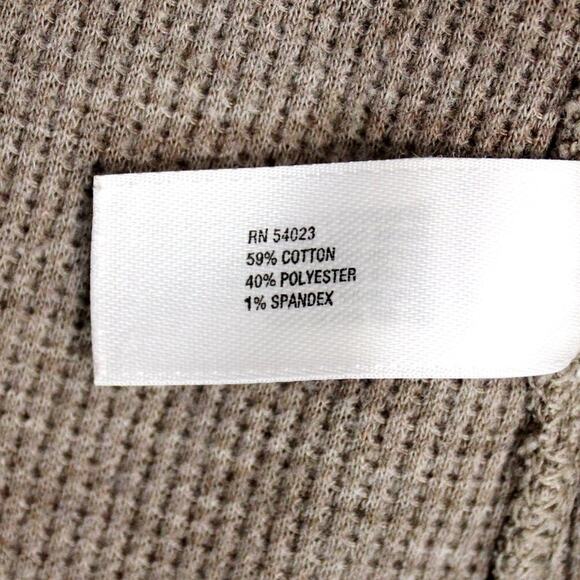 RN 54023
59% COTTON
40% POLYESTER
1% SPANDEX